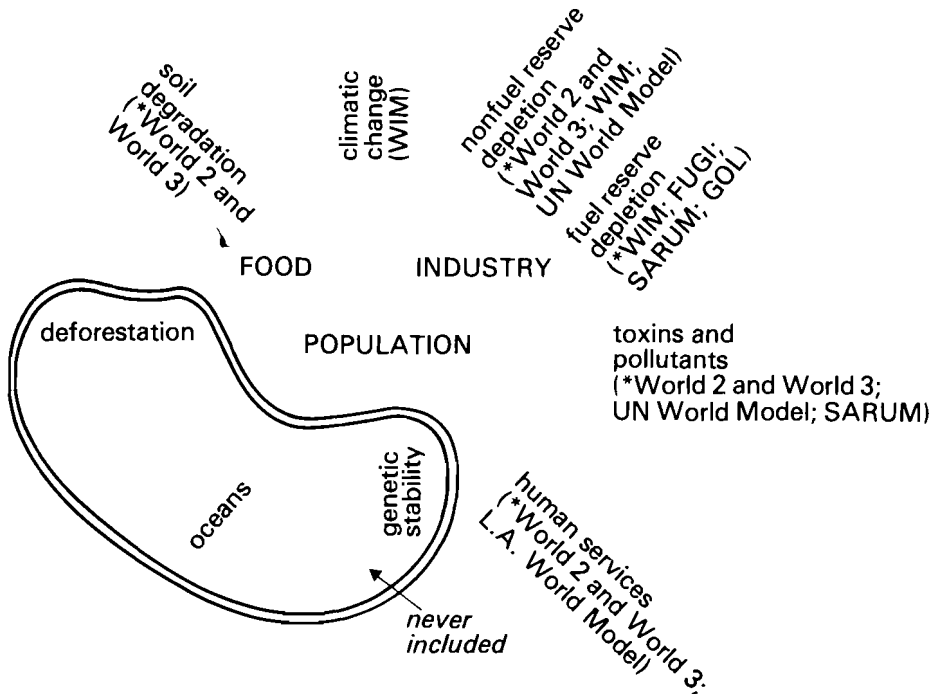 soil
degradation
(*World 2 and
World 3)
climatic
change
(WIM)
nonfuel reserve
depletion
(*World 2 and
World 3; WIM;
UN World Model)
fuel reserve
depletion
(*WIM; FUGI;
SARUM; GOL)
FOOD
INDUSTRY
deforestation
POPULATION
toxins and
pollutants
(*World 2 and World 3;
UN World Model; SARUM)
oceans
genetic
stability
human services
(*World 2 and World 3;
L.A. World Model)
never
included